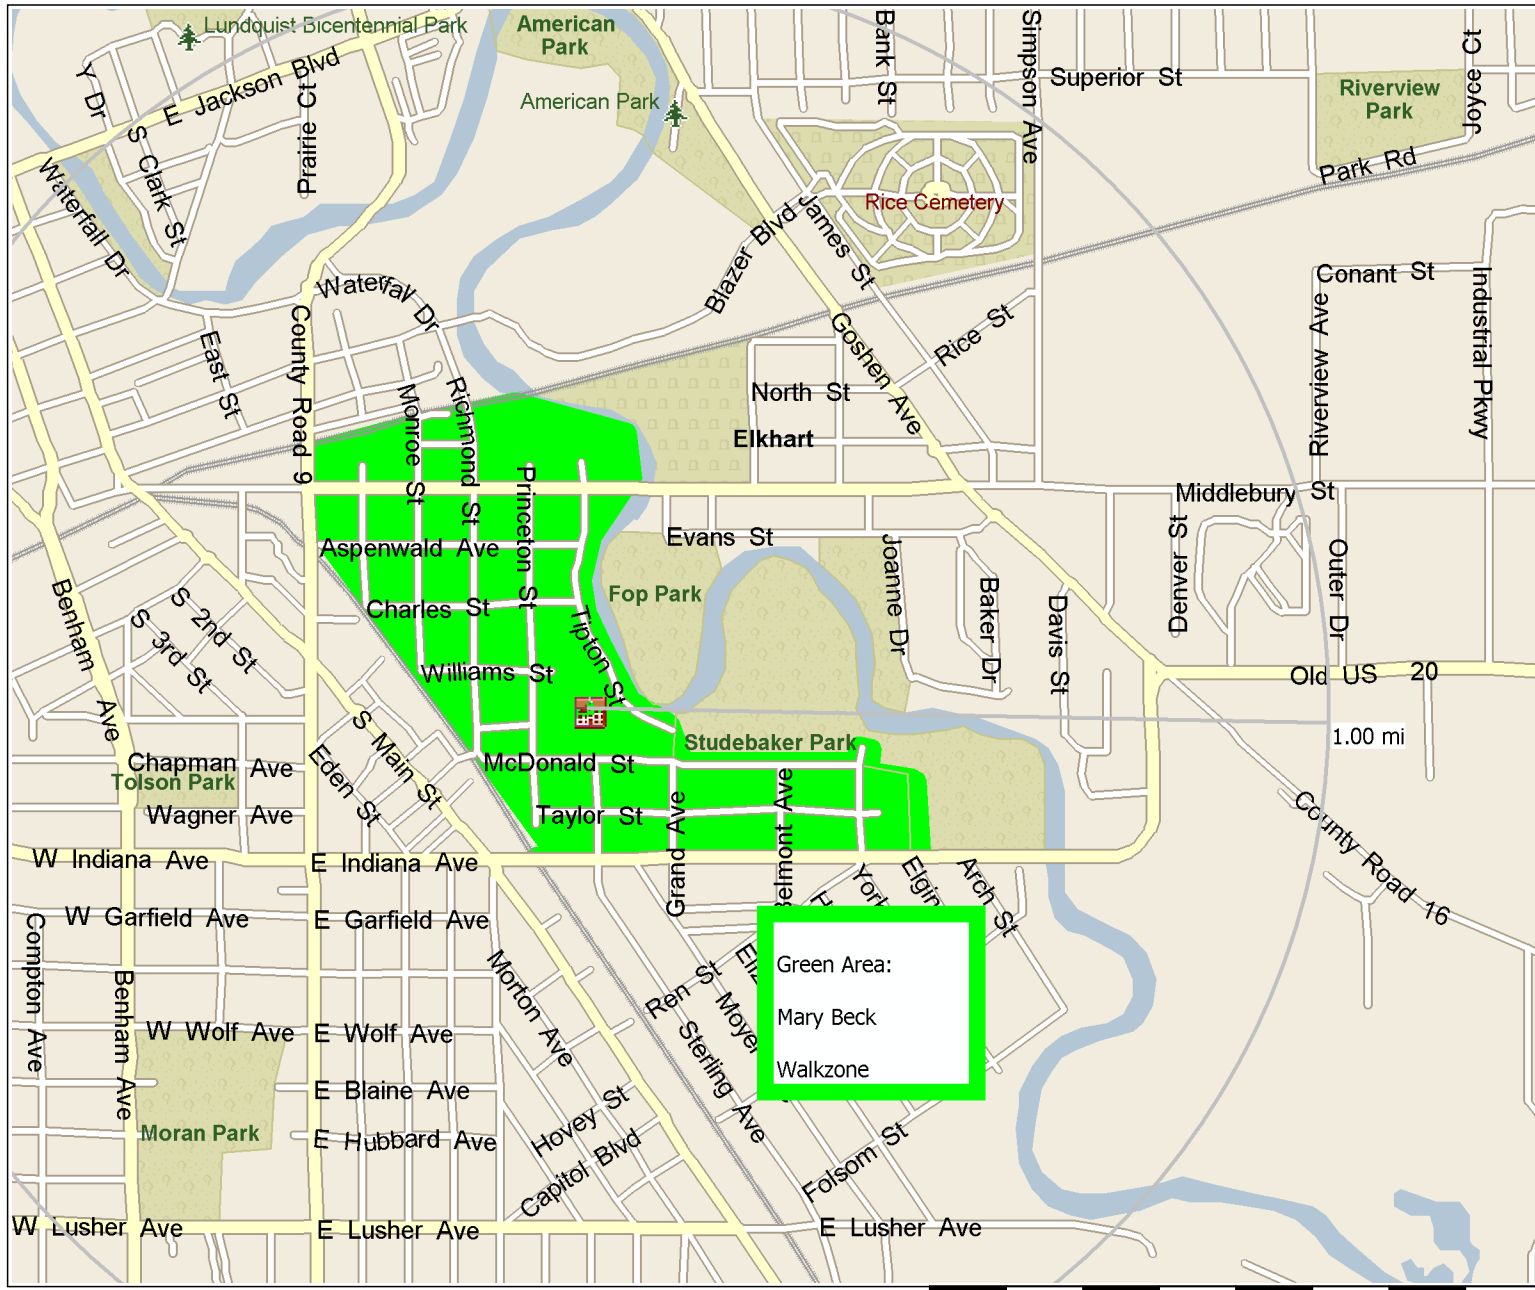 Lundquist Bicentennial Park
American
Park
American Park
Bank St
Simpson Ave
Superior St
Joyce Ct
Riverview
Park
Y Dr
E Jackson Blvd
Prairie Ct
S Clark St
Park Rd
Waterfall Dr
Rice Cemetery
James St
Blazer Blvd
Conant St
Waterfall Dr
Industrial Pkwy
Riverview Ave
County Road 9
East St
Goshen Ave
Rice St
Monroe St
Richmond St
North St
Elkhart
Princeton St
Middlebury St
Evans St
Aspenwald Ave
Joanne Dr
Denver St
Outer Dr
Benham Ave
S 2nd St
S 3rd St
Charles St
Fop Park
Baker Dr
Davis St
Tipton St
Williams St
Old US 20
S Main St
1.00 mi
Studebaker Park
Chapman Ave
Tolson Park
Eden St
McDonald St
Wagner Ave
Taylor St
Grand Ave
Belmont Ave
County Road 16
W Indiana Ave
E Indiana Ave
York
Elgin
Arch St
H
W Garfield Ave
E Garfield Ave
Compton Ave
Benham Ave
Morton Ave
Ren St
Eliz
Moyer
Sterling Ave
Green Area:
Mary Beck
Walkzone
W Wolf Ave
E Wolf Ave
E Blaine Ave
Moran Park
E Hubbard Ave
Hovey St
Capitol Blvd
Folsom St
W Lusher Ave
E Lusher Ave
E Lusher Ave